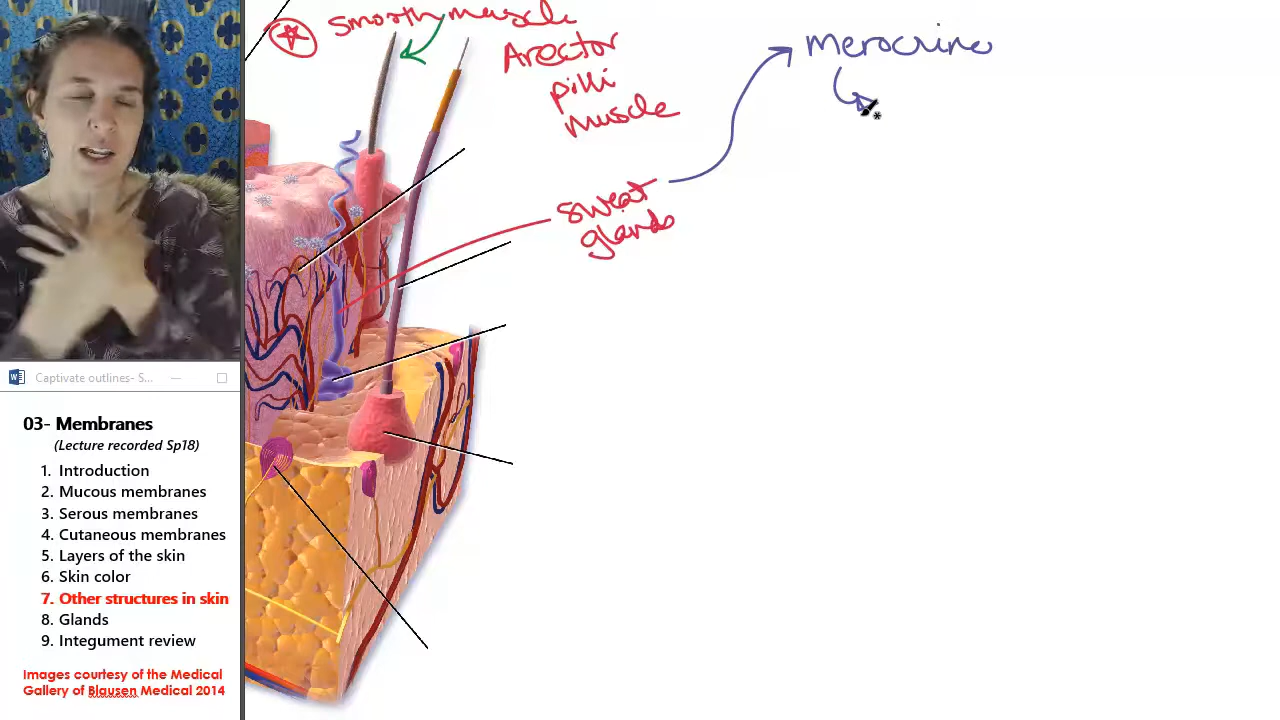 smooth muscle
Arector
pilli
muscle
merocrine
sweat
glands
Captivate outlines- S...
03- Membranes
(Lecture recorded Sp18)
1. Introduction
2. Mucous membranes
3. Serous membranes
4. Cutaneous membranes
5. Layers of the skin
6. Skin color
7. Other structures in skin
8. Glands
9. Integument review
Images courtesy of the Medical
Gallery of Blausen Medical 2014